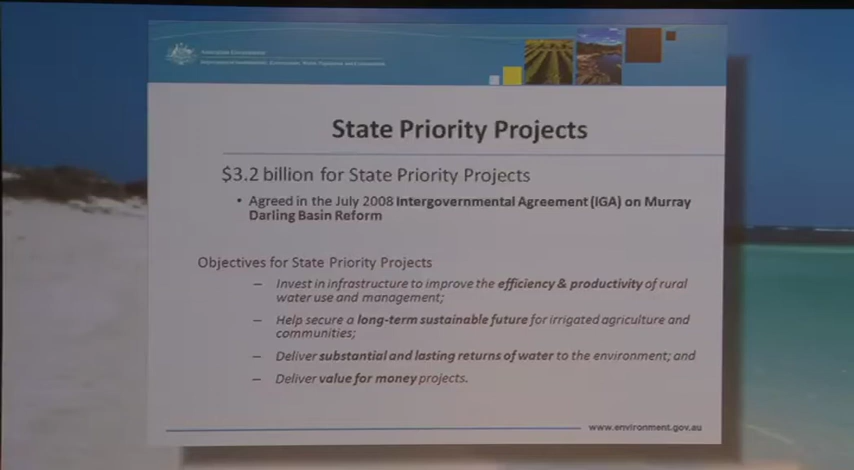 Australian Government
State Priority Projects
$3.2 billion for State Priority Projects
• Agreed in the July 2008 Intergovernmental Agreement (IGA) on Murray
Darling Basin Reform
Objectives for State Priority Projects
– Invest in infrastructure to improve the efficiency & productivity of rural
water use and management;
– Help secure a long-term sustainable future for irrigated agriculture and
communities;
– Deliver substantial and lasting returns of water to the environment; and
– Deliver value for money projects.
www.environment.gov.au